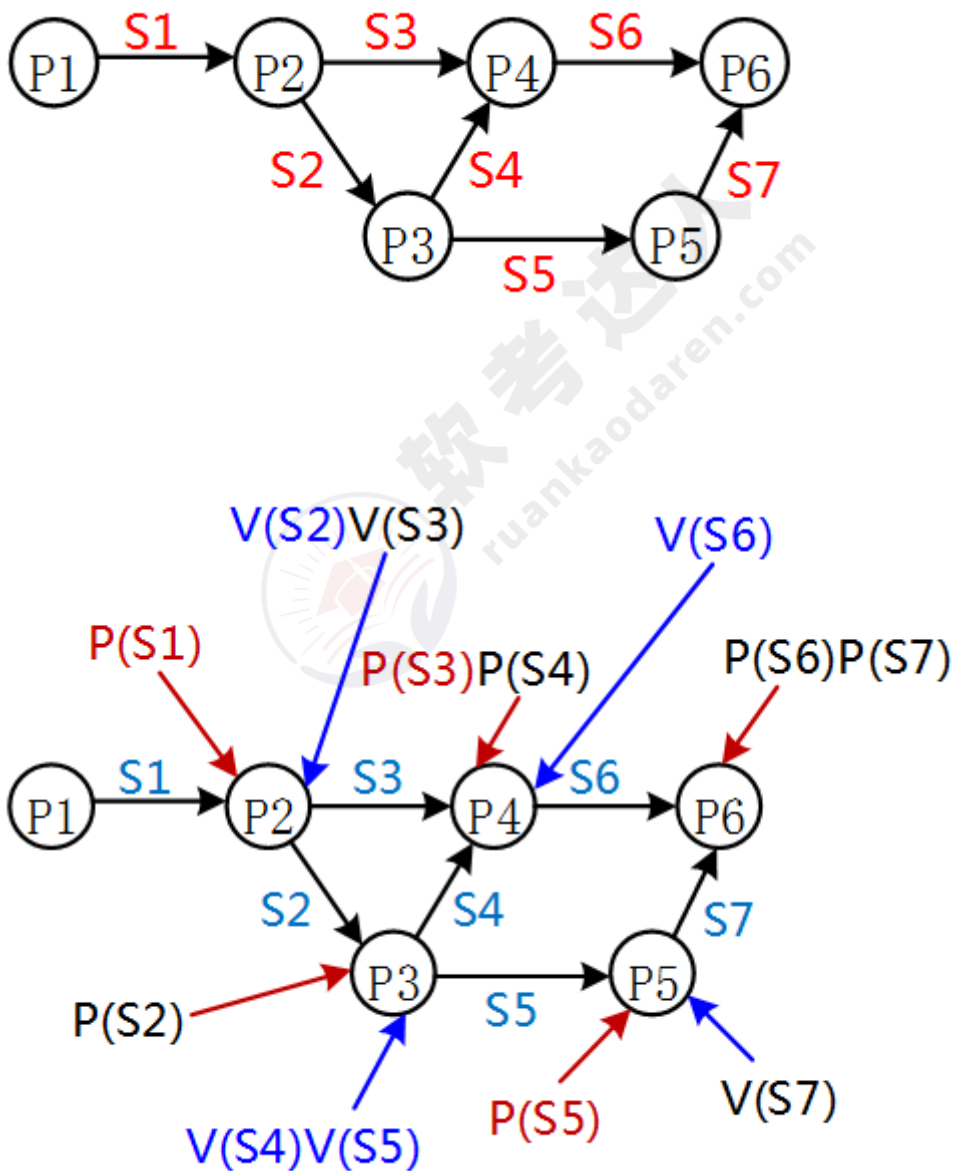 S1 S3 S6
P1 P2 P4 P6
S2 S4 S7
P3 P5
S5
软考达人
ruankaodaren.com
V(S2)V(S3) V(S6)
P(S1) P(S3)P(S4) P(S6)P(S7)
S1 S3 S6
P1 P2 P4 P6
S2 S4 S7
P3 P5
P(S2) S5
P(S5) V(S7)
V(S4)V(S5)